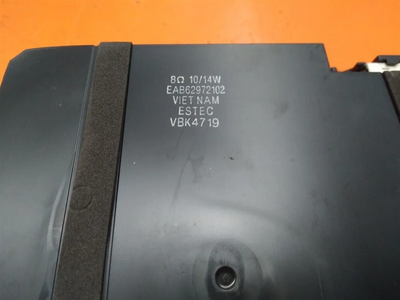 8Ω 10/14W
EAB62972102
VIET NAM
ESTEC
VBK4719